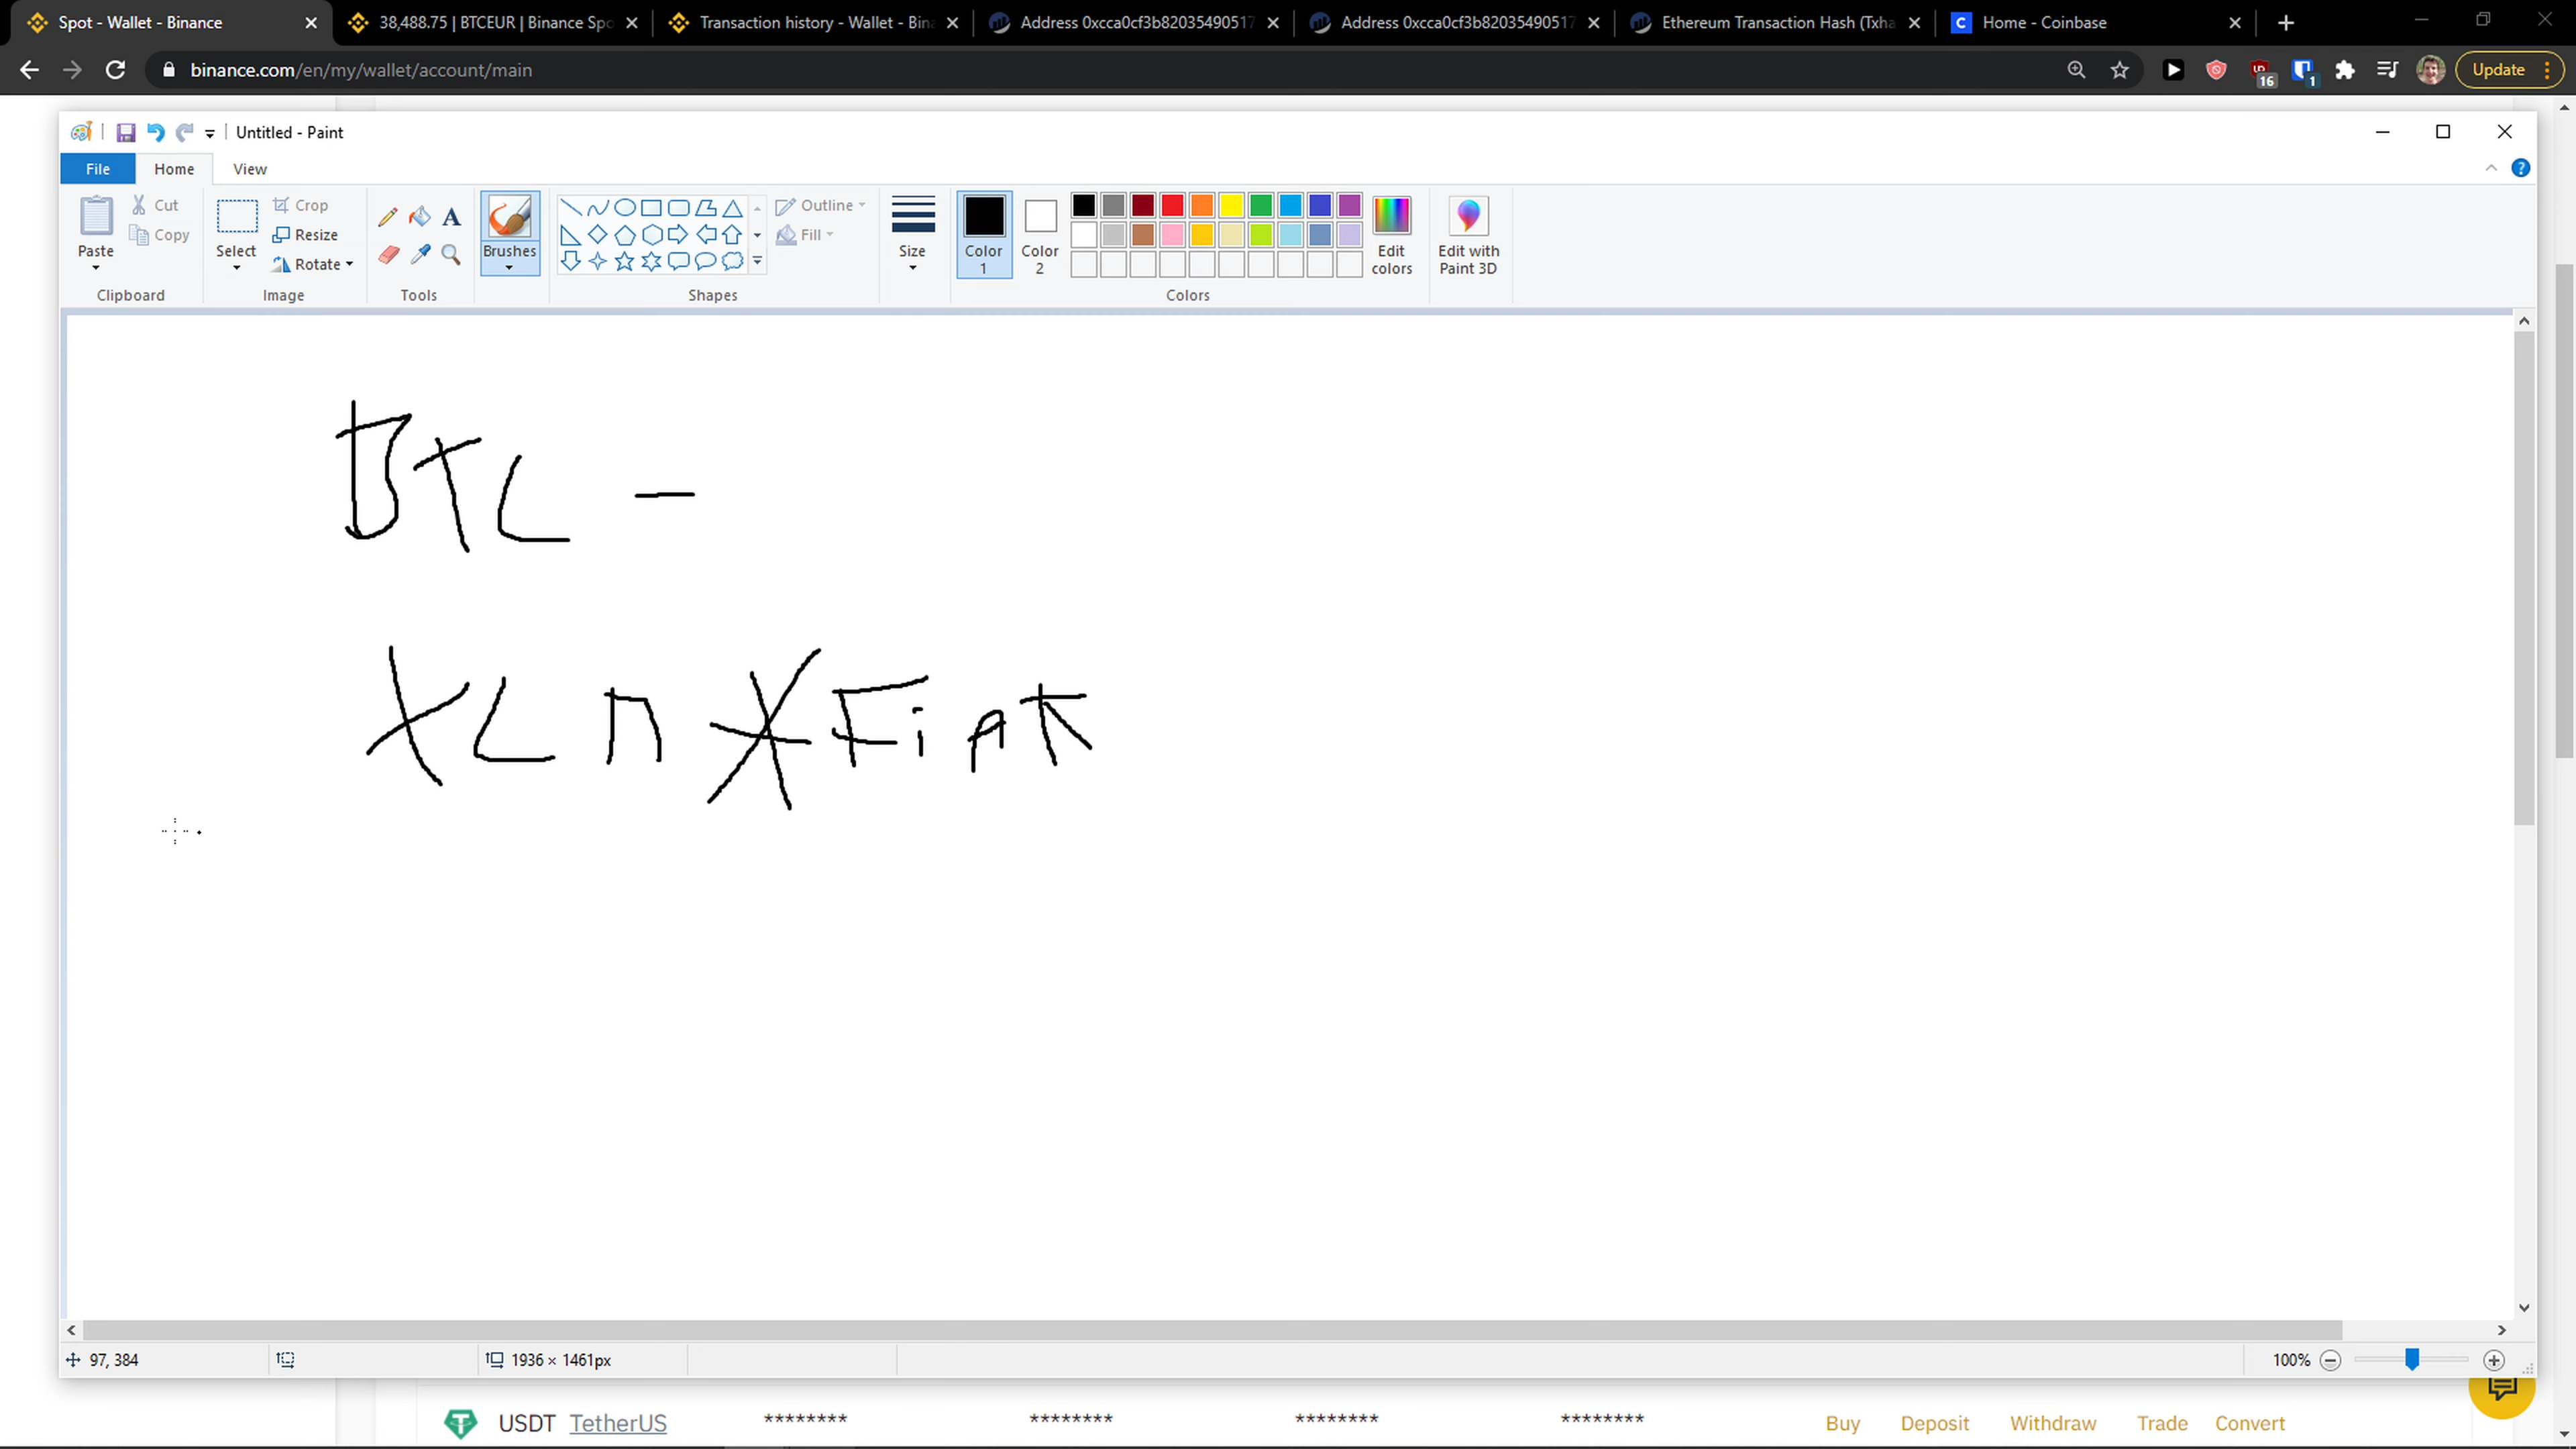 Spot - Wallet - Binance
38,488.75 | BTCEUR | Binance Spo
Transaction history - Wallet - Bin
Address 0xcca0cf3b82035490517
Address 0xcca0cf3b82035490517
Ethereum Transaction Hash (Txha
C Home - Coinbase
binance.com/en/my/wallet/account/main
16
1
Update
Untitled - Paint
File Home View
Paste
Cut
Copy
Clipboard
Select
Crop
Resize
Rotate
Image
A
Tools
Brushes
Outline
Fill
Shapes
Size
Color 1
Color 2
Edit colors
Colors
Edit with Paint 3D
BTC -
XLM
Fiat
97, 384
1936 × 1461px
100%
USDT TetherUS ******** ******** ******** ******** Buy Deposit Withdraw Trade Convert